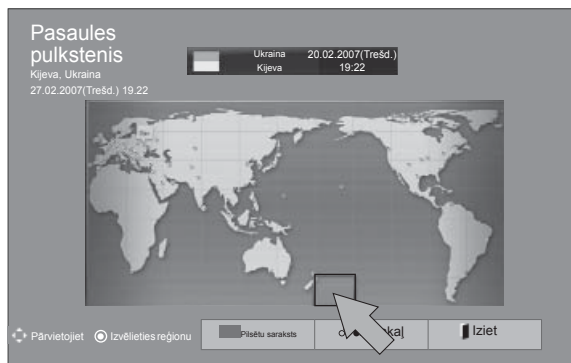 Pasaules
pulkstenis
Kijeva, Ukraina
27.02.2007(Trešd.) 19.22
Ukraina 20.02.2007(Trešd.)
Kijeva 19:22
Pārvietojiet Izvēlieties reģionu Pilsētu saraksts Iziet